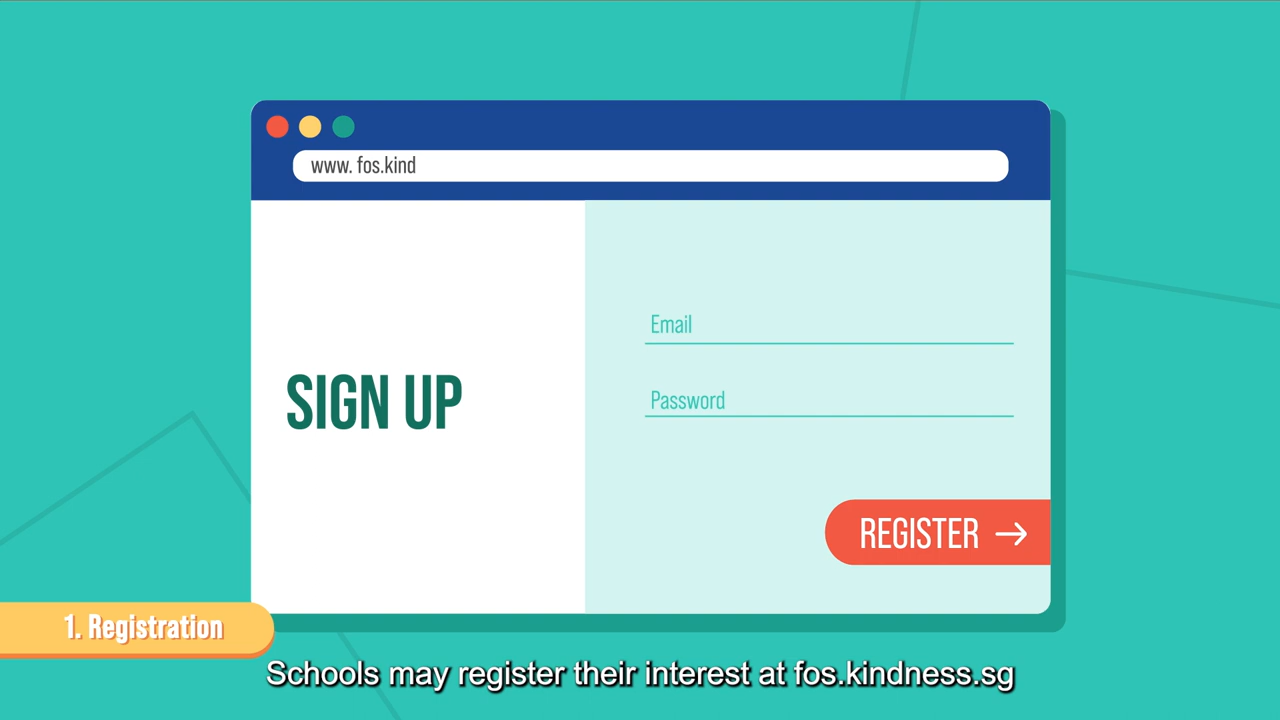 www. fos.kind
SIGN UP
Email
Password
REGISTER
1. Registration
Schools may register their interest at fos.kindness.sg